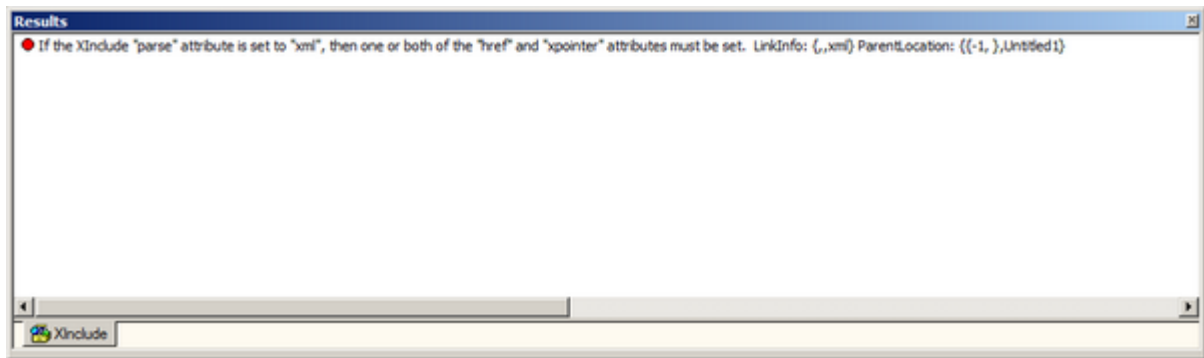 Results
If the XInclude "parse" attribute is set to "xml", then one or both of the "href" and "xpointer" attributes must be set.  LinkInfo: {,,xml} ParentLocation: {{-1, },Untitled1}
XInclude